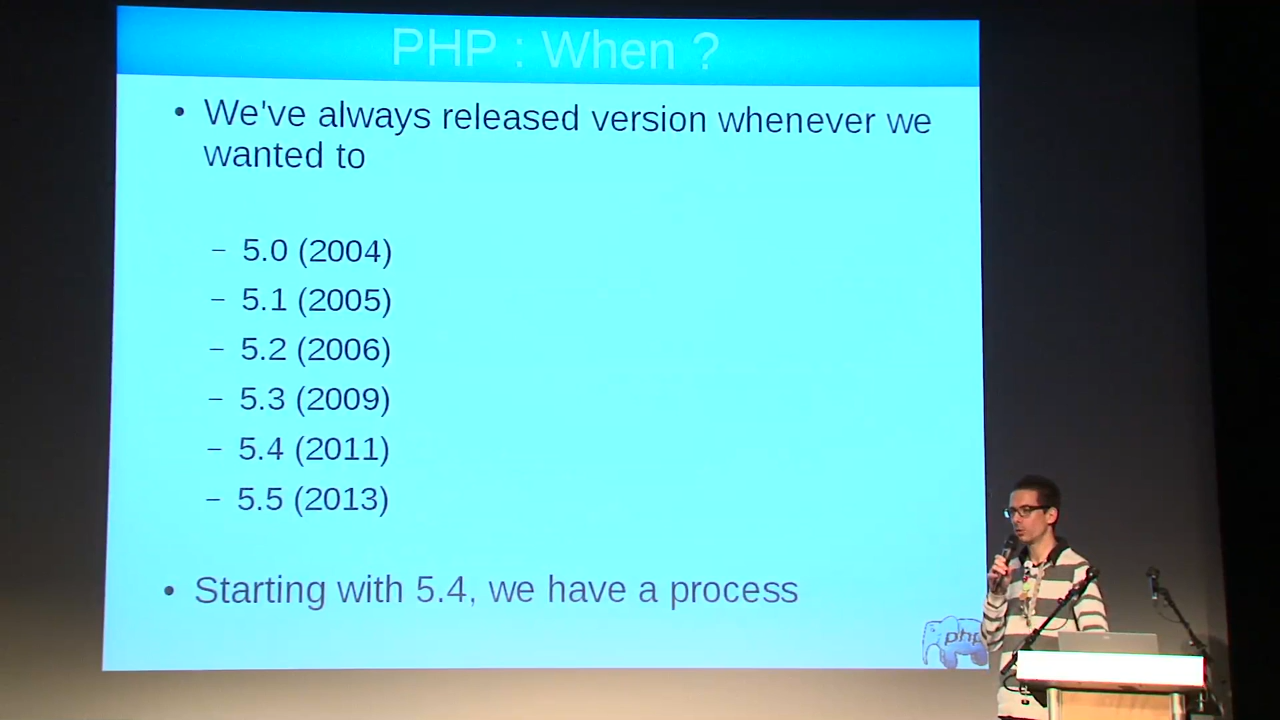 PHP : When ?
• We've always released version whenever we
wanted to
– 5.0 (2004)
– 5.1 (2005)
– 5.2 (2006)
– 5.3 (2009)
– 5.4 (2011)
– 5.5 (2013)
• Starting with 5.4, we have a process
php